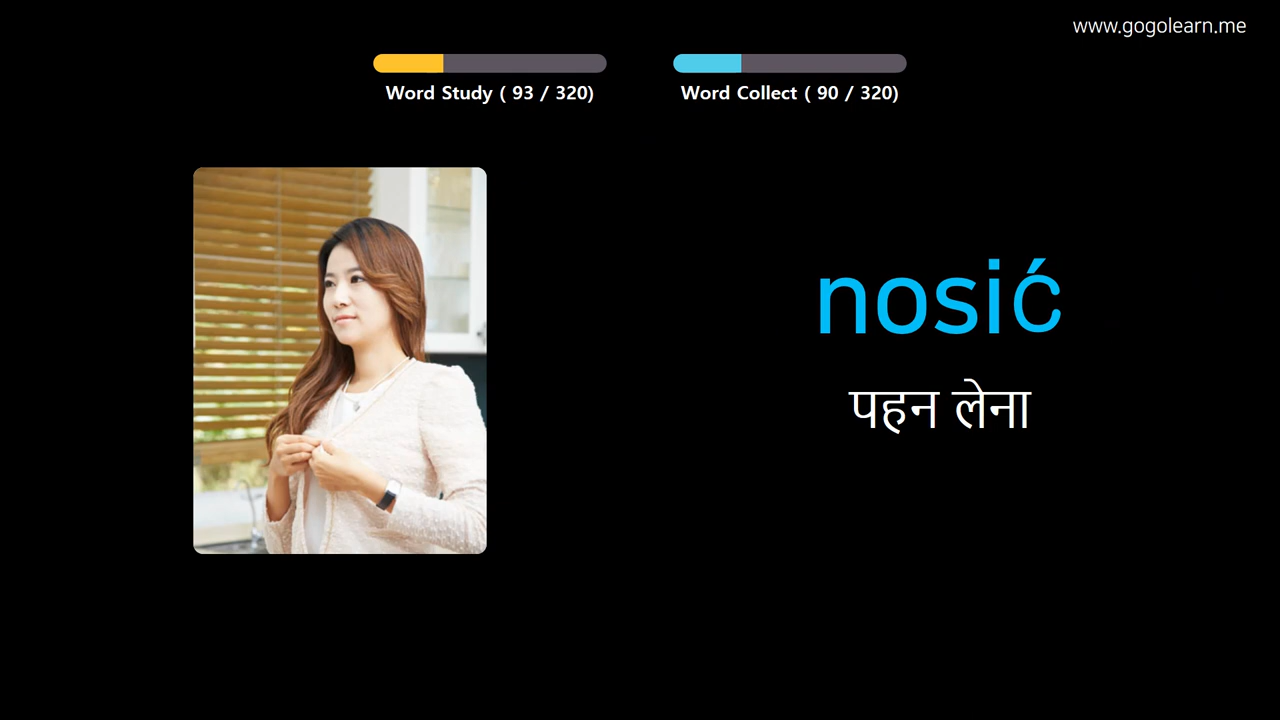 www.gogolearn.me
Word Study ( 93 / 320)
Word Collect ( 90 / 320)
nosić
पहन लेना